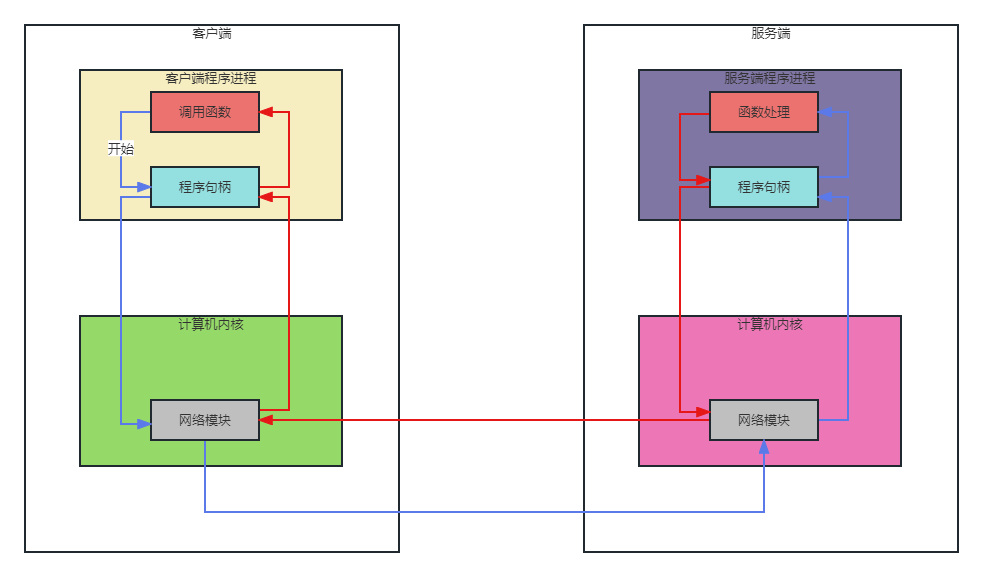 客户端
客户端程序进程
调用函数
开始
程序句柄
计算机内核
网络模块
服务端
服务端程序进程
函数处理
程序句柄
计算机内核
网络模块